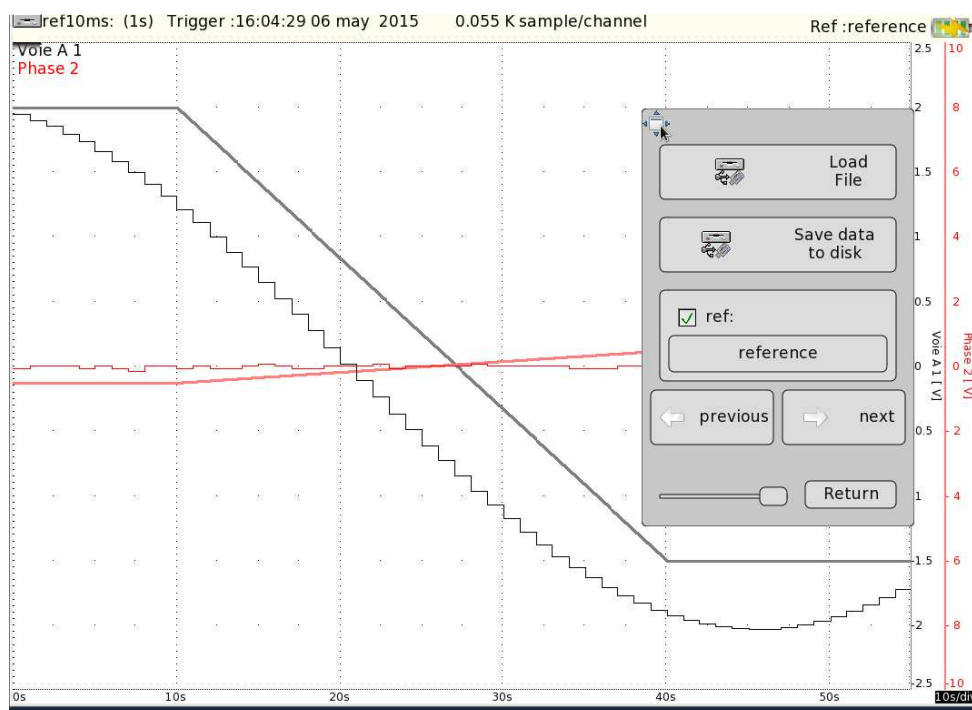 ref10ms: (1s) Trigger :16:04:29 06 may 2015 0.055 K sample/channel
Ref :reference
Voie A 1
Phase 2
2.5 10
2 8
1.5 6
1 4
0.5 2
0 0
0.5 - 2
1 - 4
-1.5 - 6
-2 - 8
-2.5 -10
Voie A 1 [ V]
Phase 2 [ V]
Load
File
Save data
to disk
ref:
reference
previous
next
Return
0s 10s 20s 30s 40s 50s 10s/div